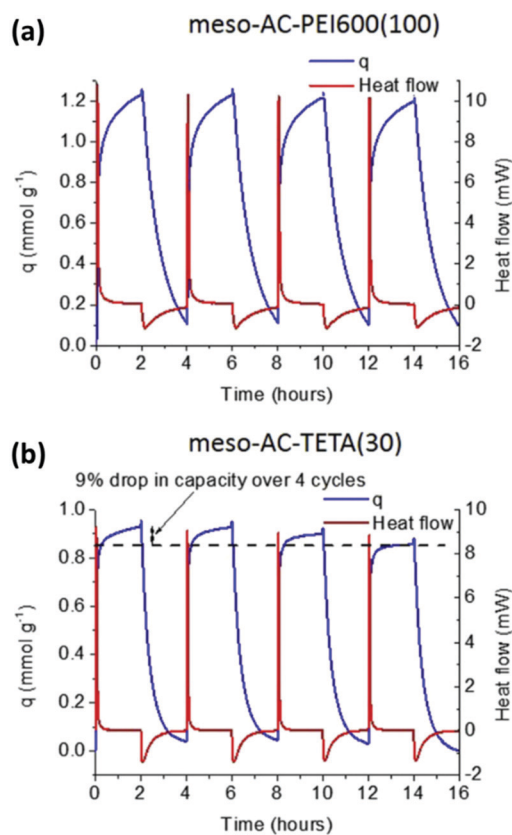 (a)
meso-AC-PEI600(100)
q
Heat flow
q (mmol g⁻¹)
1.2
1.0
0.8
0.6
0.4
0.2
0.0
Heat flow (mW)
10
8
6
4
2
0
-2
0 2 4 6 8 10 12 14 16
Time (hours)
(b)
meso-AC-TETA(30)
9% drop in capacity over 4 cycles
q
Heat flow
q (mmol g⁻¹)
1.0
0.8
0.6
0.4
0.2
0.0
Heat flow (mW)
10
8
6
4
2
0
-2
0 2 4 6 8 10 12 14 16
Time (hours)